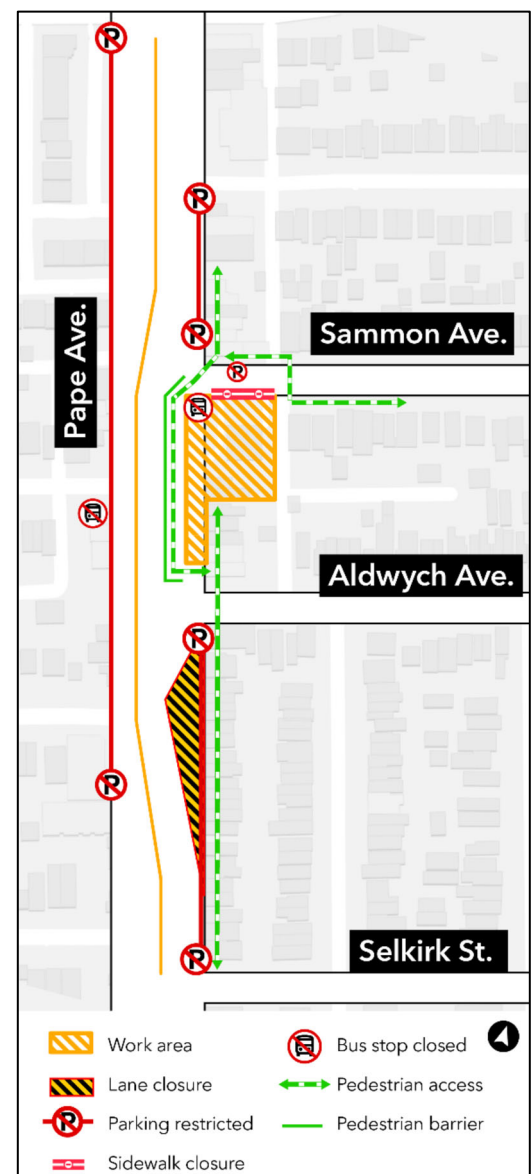 Sammon Ave.
Pape Ave.
Aldwych Ave.
Selkirk St.
Work area
Bus stop closed
Lane closure
Pedestrian access
P Parking restricted
Pedestrian barrier
Sidewalk closure